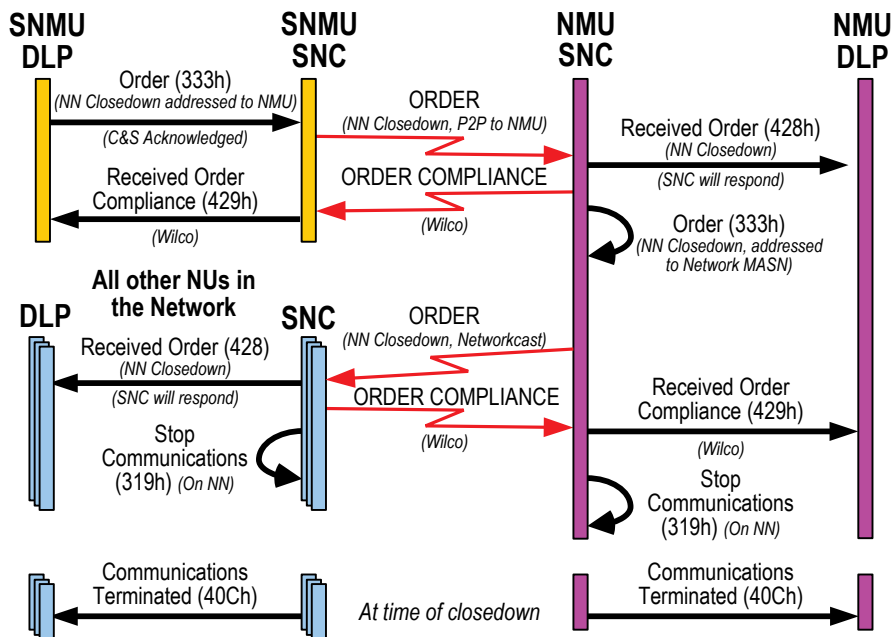 SNMU
DLP
SNMU
SNC
NMU
SNC
NMU
DLP
Order (333h)
(NN Closedown addressed to NMU)
(C&S Acknowledged)
ORDER
(NN Closedown, P2P to NMU)
Received Order (428h)
(NN Closedown)
(SNC will respond)
Received Order
Compliance (429h)
(Wilco)
ORDER COMPLIANCE
(Wilco)
Order (333h)
(NN Closedown, addressed
to Network MASN)
All other NUs in
the Network
DLP
SNC
ORDER
(NN Closedown, Networkcast)
Received Order (428)
(NN Closedown)
(SNC will respond)
ORDER COMPLIANCE
(Wilco)
Received Order
Compliance (429h)
(Wilco)
Stop
Communications
(319h) (On NN)
Stop
Communications
(319h) (On NN)
Communications
Terminated (40Ch)
At time of closedown
Communications
Terminated (40Ch)